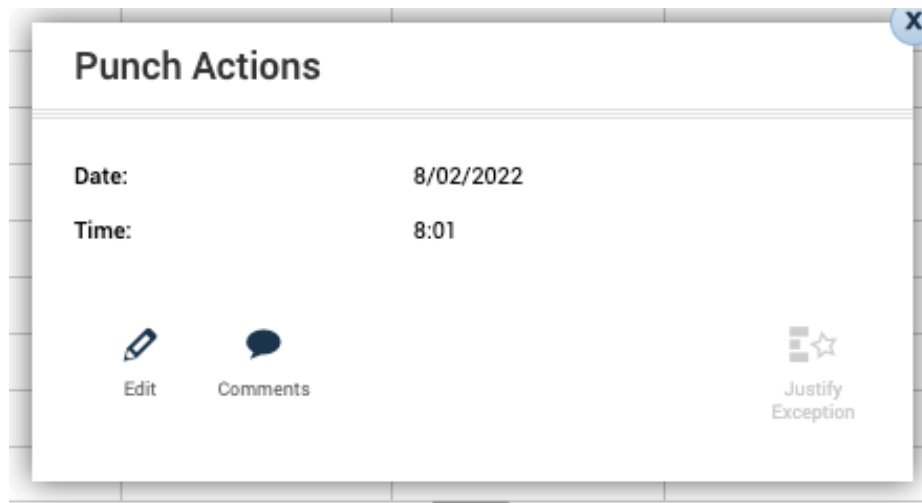 X
Punch Actions
Date: 8/02/2022
Time: 8:01
Edit Comments Justify
Exception